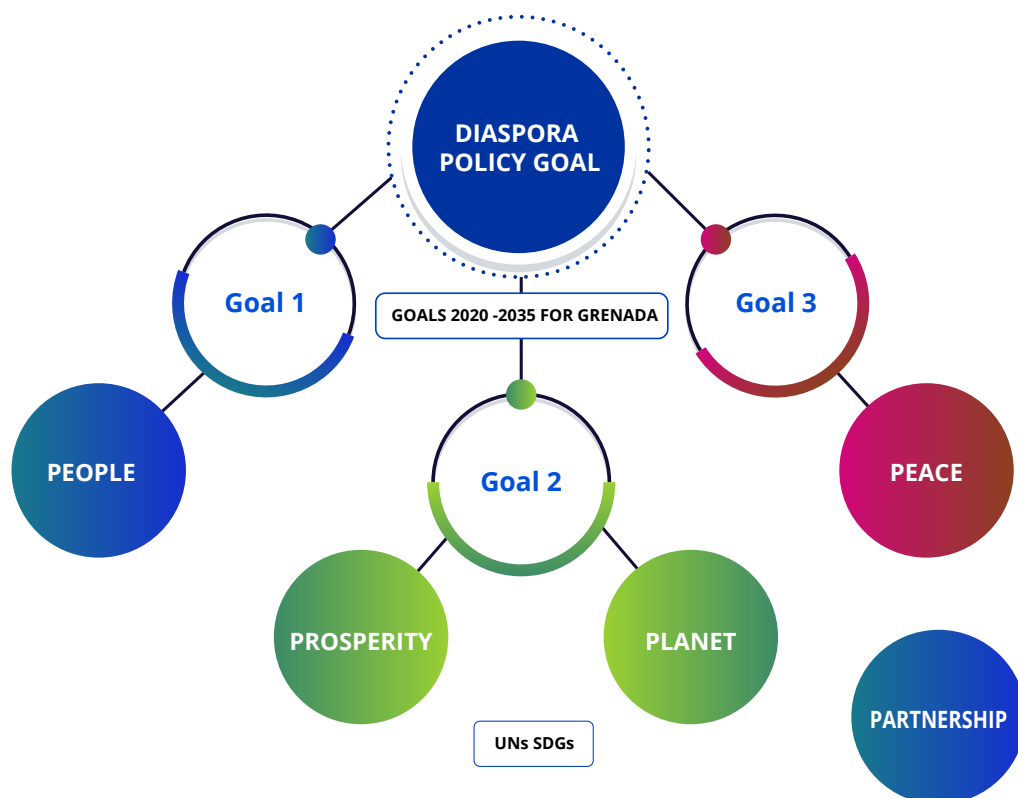 DIASPORA
POLICY GOAL
Goal 1
GOALS 2020 -2035 FOR GRENADA
Goal 3
PEOPLE
Goal 2
PEACE
PROSPERITY
PLANET
PARTNERSHIP
UNs SDGs